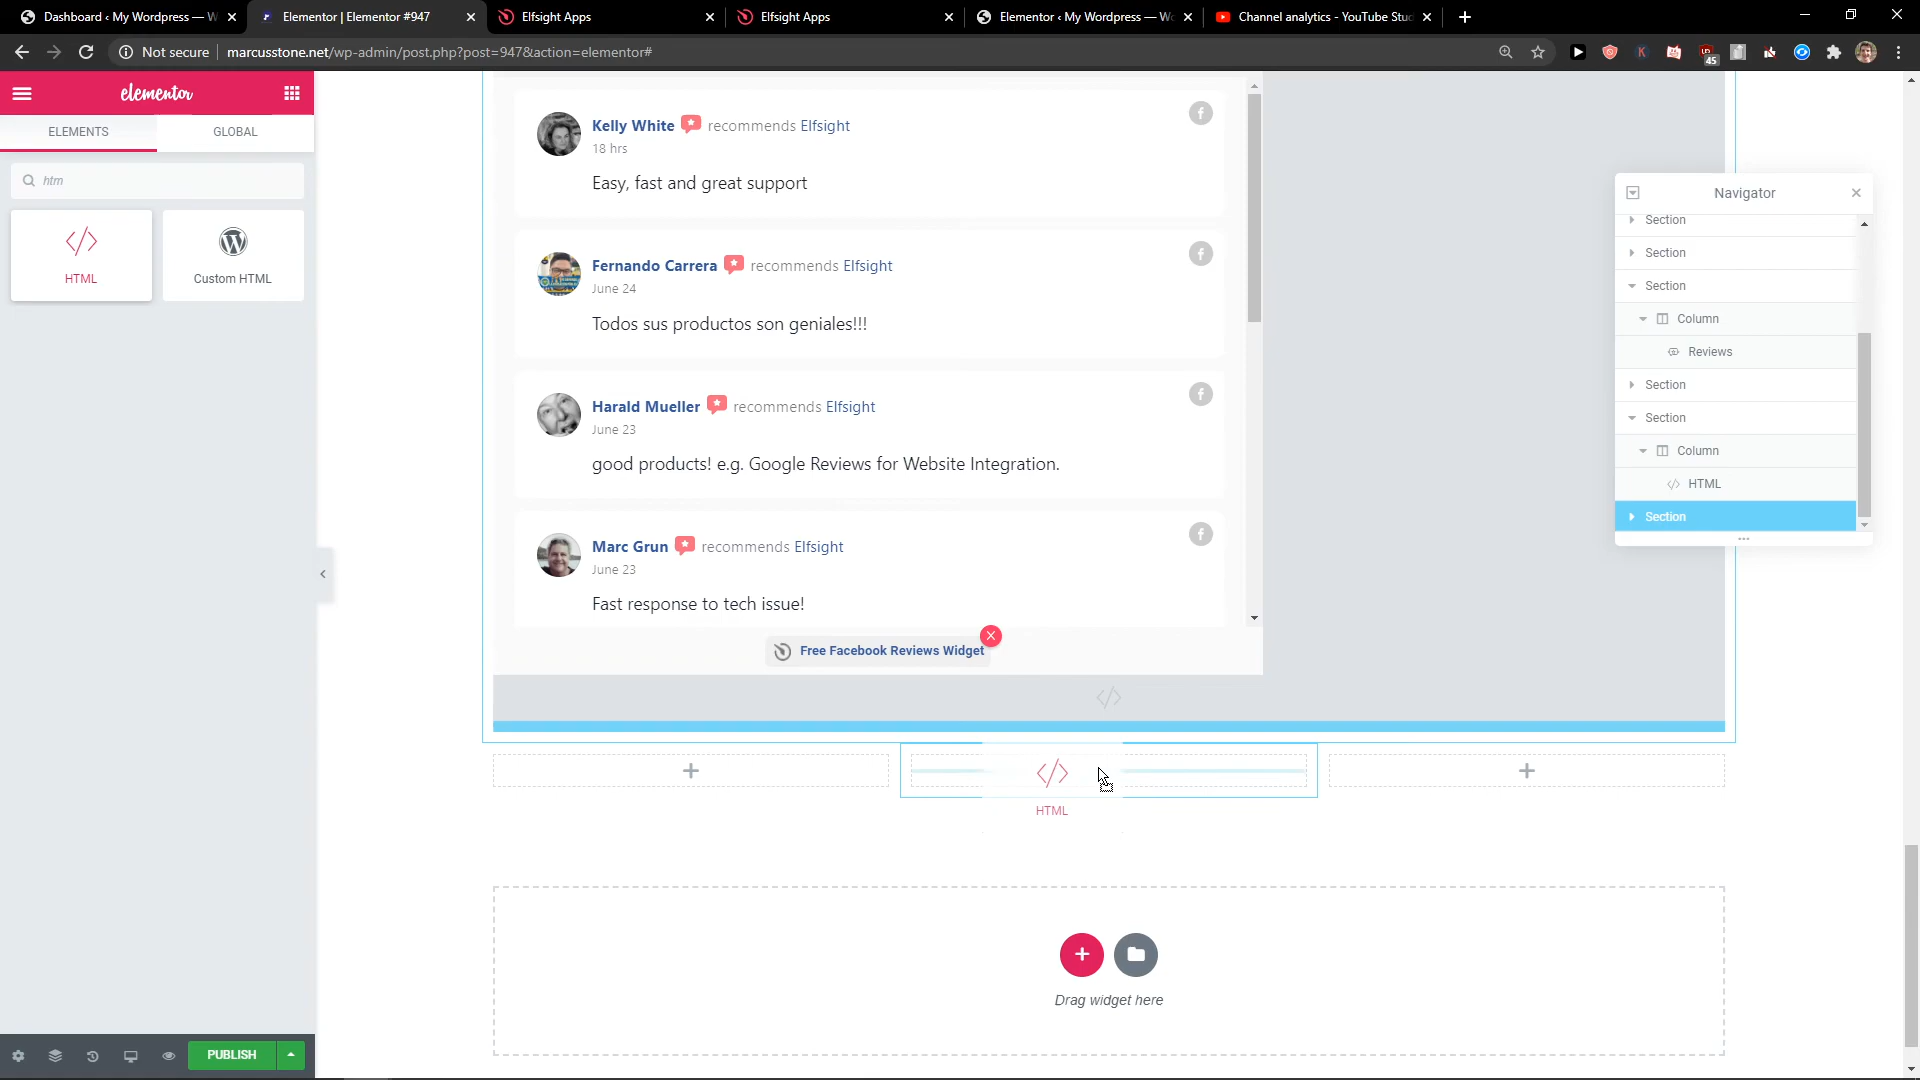 Dashboard ‹ My Wordpress — W
Elementor | Elementor #947
Elfsight Apps
Elfsight Apps
Elementor ‹ My Wordpress — Wo
Channel analytics - YouTube Stu
Not secure
marcusstone.net/wp-admin/post.php?post=947&action=elementor#
45
elementor
ELEMENTS
GLOBAL
htm
HTML
Custom HTML
Kelly White recommends Elfsight
18 hrs
Easy, fast and great support
Fernando Carrera recommends Elfsight
June 24
Todos sus productos son geniales!!!
Harald Mueller recommends Elfsight
June 23
good products! e.g. Google Reviews for Website Integration.
Marc Grun recommends Elfsight
June 23
Fast response to tech issue!
Free Facebook Reviews Widget
HTML
Drag widget here
Navigator
Section
Section
Section
Column
Reviews
Section
Section
Column
HTML
Section
PUBLISH